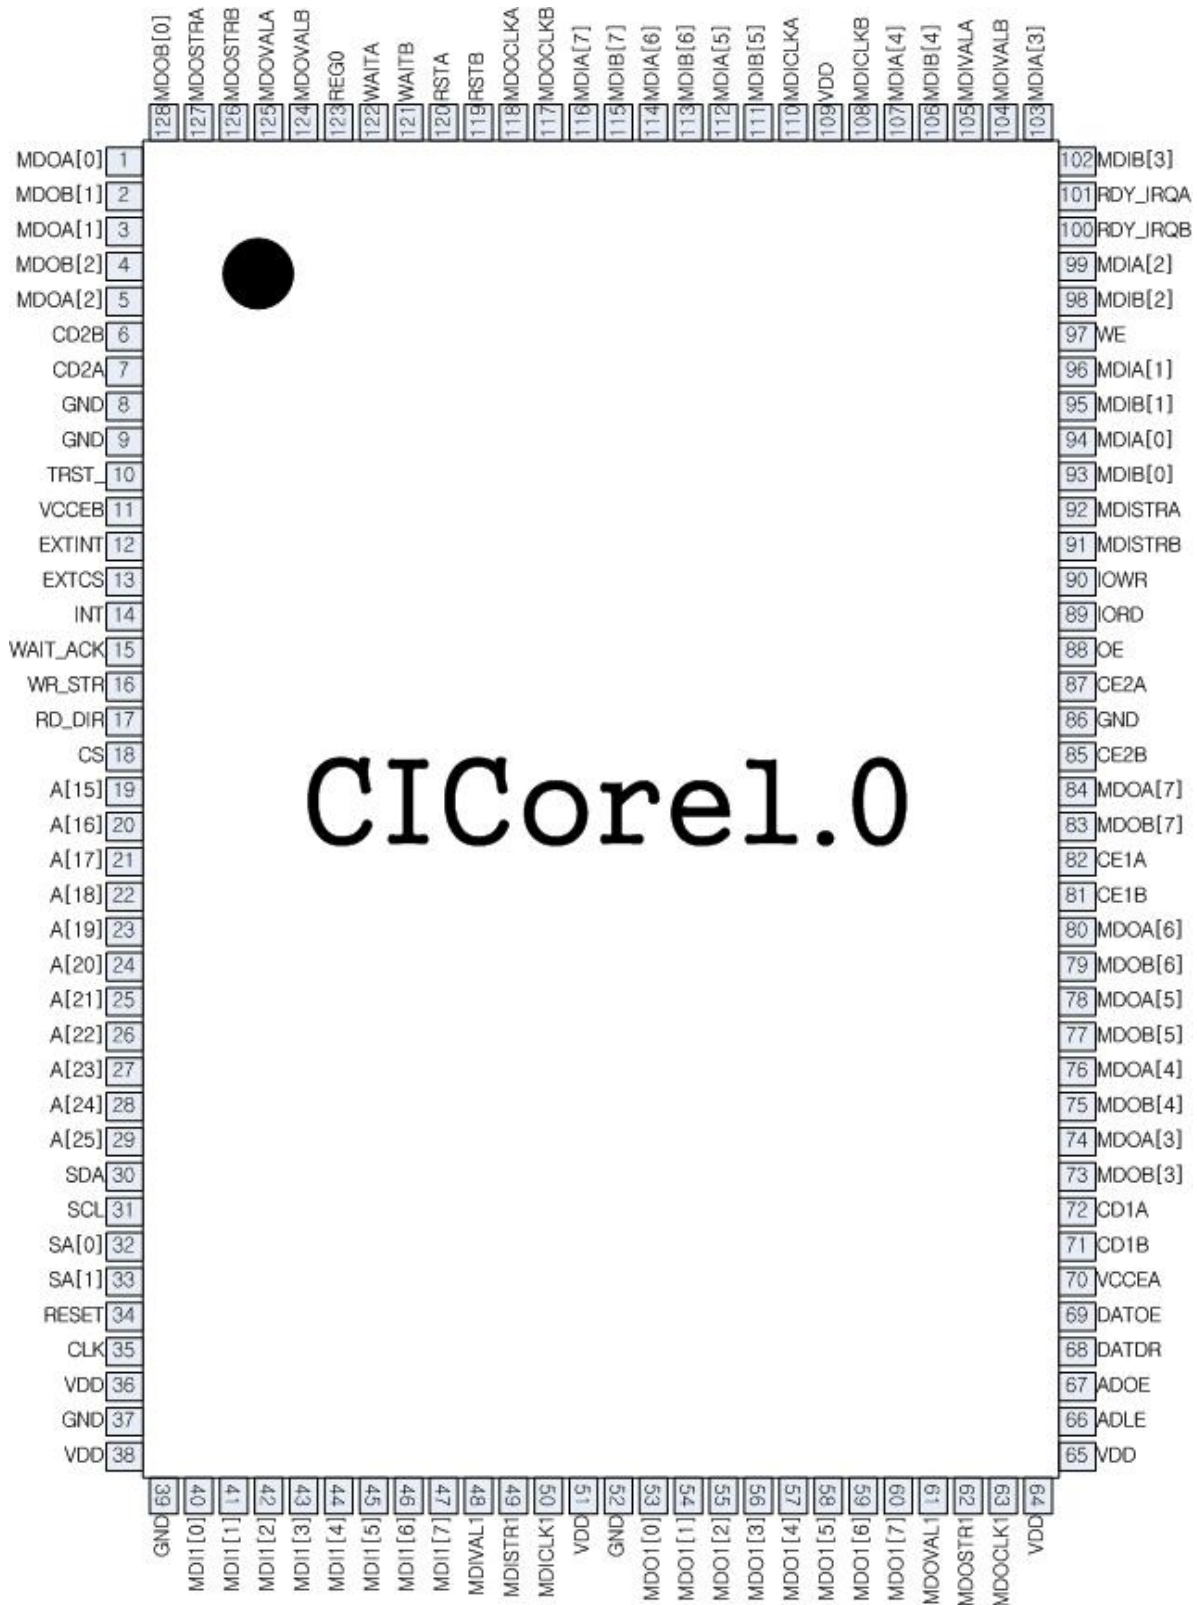 MDOB[0] MDOSTRA MDOSTRB MDOVALA MDOVALB REG0 WAITA WAITB RSTA RSTB MDOCLKA MDOCLKB MDIA[7] MDIB[7] MDIA[6] MDIB[6] MDIA[5] MDIB[5] MDICLKA VDD MDICLKB MDIA[4] MDIB[4] MDIVALA MDIVALB MDIA[3]
128 127 126 125 124 123 122 121 120 119 118 117 116 115 114 113 112 111 110 109 108 107 106 105 104 103
MDOA[0] 1 102 MDIB[3]
MDOB[1] 2 101 RDY_IRQA
MDOA[1] 3 100 RDY_IRQB
MDOB[2] 4 99 MDIA[2]
MDOA[2] 5 98 MDIB[2]
CD2B 6 97 WE
CD2A 7 96 MDIA[1]
GND 8 95 MDIB[1]
GND 9 94 MDIA[0]
TRST_ 10 93 MDIB[0]
VCCEB 11 92 MDISTRA
EXTINT 12 91 MDISTRB
EXTCS 13 90 IOWR
INT 14 89 IORD
WAIT_ACK 15 88 OE
WR_STR 16 87 CE2A
RD_DIR 17 86 GND
CS 18 85 CE2B
A[15] 19 84 MDOA[7]
CICore1.0
A[16] 20 83 MDOB[7]
A[17] 21 82 CE1A
A[18] 22 81 CE1B
A[19] 23 80 MDOA[6]
A[20] 24 79 MDOB[6]
A[21] 25 78 MDOA[5]
A[22] 26 77 MDOB[5]
A[23] 27 76 MDOA[4]
A[24] 28 75 MDOB[4]
A[25] 29 74 MDOA[3]
SDA 30 73 MDOB[3]
SCL 31 72 CD1A
SA[0] 32 71 CD1B
SA[1] 33 70 VCCEA
RESET 34 69 DATOE
CLK 35 68 DATDR
VDD 36 67 ADOE
GND 37 66 ADLE
VDD 38 65 VDD
39 40 41 42 43 44 45 46 47 48 49 50 51 52 53 54 55 56 57 58 59 60 61 62 63 64
GND MDI1[0] MDI1[1] MDI1[2] MDI1[3] MDI1[4] MDI1[5] MDI1[6] MDI1[7] MDIVAL1 MDISTR1 MDICLK1 VDD GND MDO1[0] MDO1[1] MDO1[2] MDO1[3] MDO1[4] MDO1[5] MDO1[6] MDO1[7] MDOVAL1 MDOSTR1 MDOCLK1 VDD